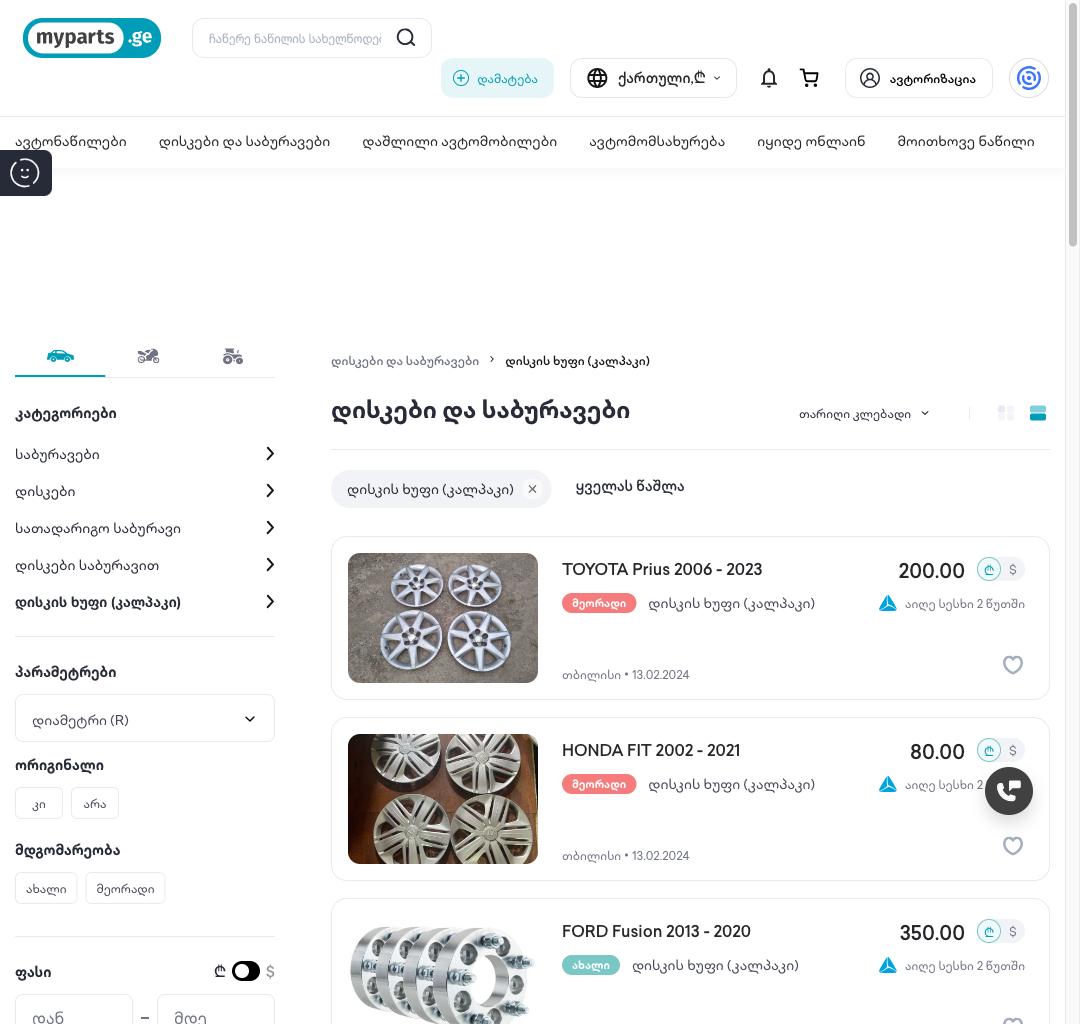 myparts .ge
ჩაწერე ნაწილის სახელწოდებ
დამატება
ქართული,₾
ავტორიზაცია
ავტონაწილები
დისკები და საბურავები
დაშლილი ავტომობილები
ავტომომსახურება
იყიდე ონლაინ
მოითხოვე ნაწილი
დისკები და საბურავები
დისკის ხუფი (კალპაკი)
კატეგორიები
დისკები და საბურავები
თარიღი კლებადი
საბურავები
დისკები
სათადარიგო საბურავი
დისკები საბურავით
დისკის ხუფი (კალპაკი)
დისკის ხუფი (კალპაკი)
ყველას წაშლა
პარამეტრები
დიამეტრი (R)
ორიგინალი
კი
არა
მდგომარეობა
ახალი
მეორადი
ფასი
₾ $
დან – მდე
TOYOTA Prius 2006 - 2023
200.00 ₾ $
მეორადი დისკის ხუფი (კალპაკი)
აიღე სესხი 2 წუთში
თბილისი • 13.02.2024
HONDA FIT 2002 - 2021
80.00 ₾ $
მეორადი დისკის ხუფი (კალპაკი)
აიღე სესხი 2
თბილისი • 13.02.2024
FORD Fusion 2013 - 2020
350.00 ₾ $
ახალი დისკის ხუფი (კალპაკი)
აიღე სესხი 2 წუთში